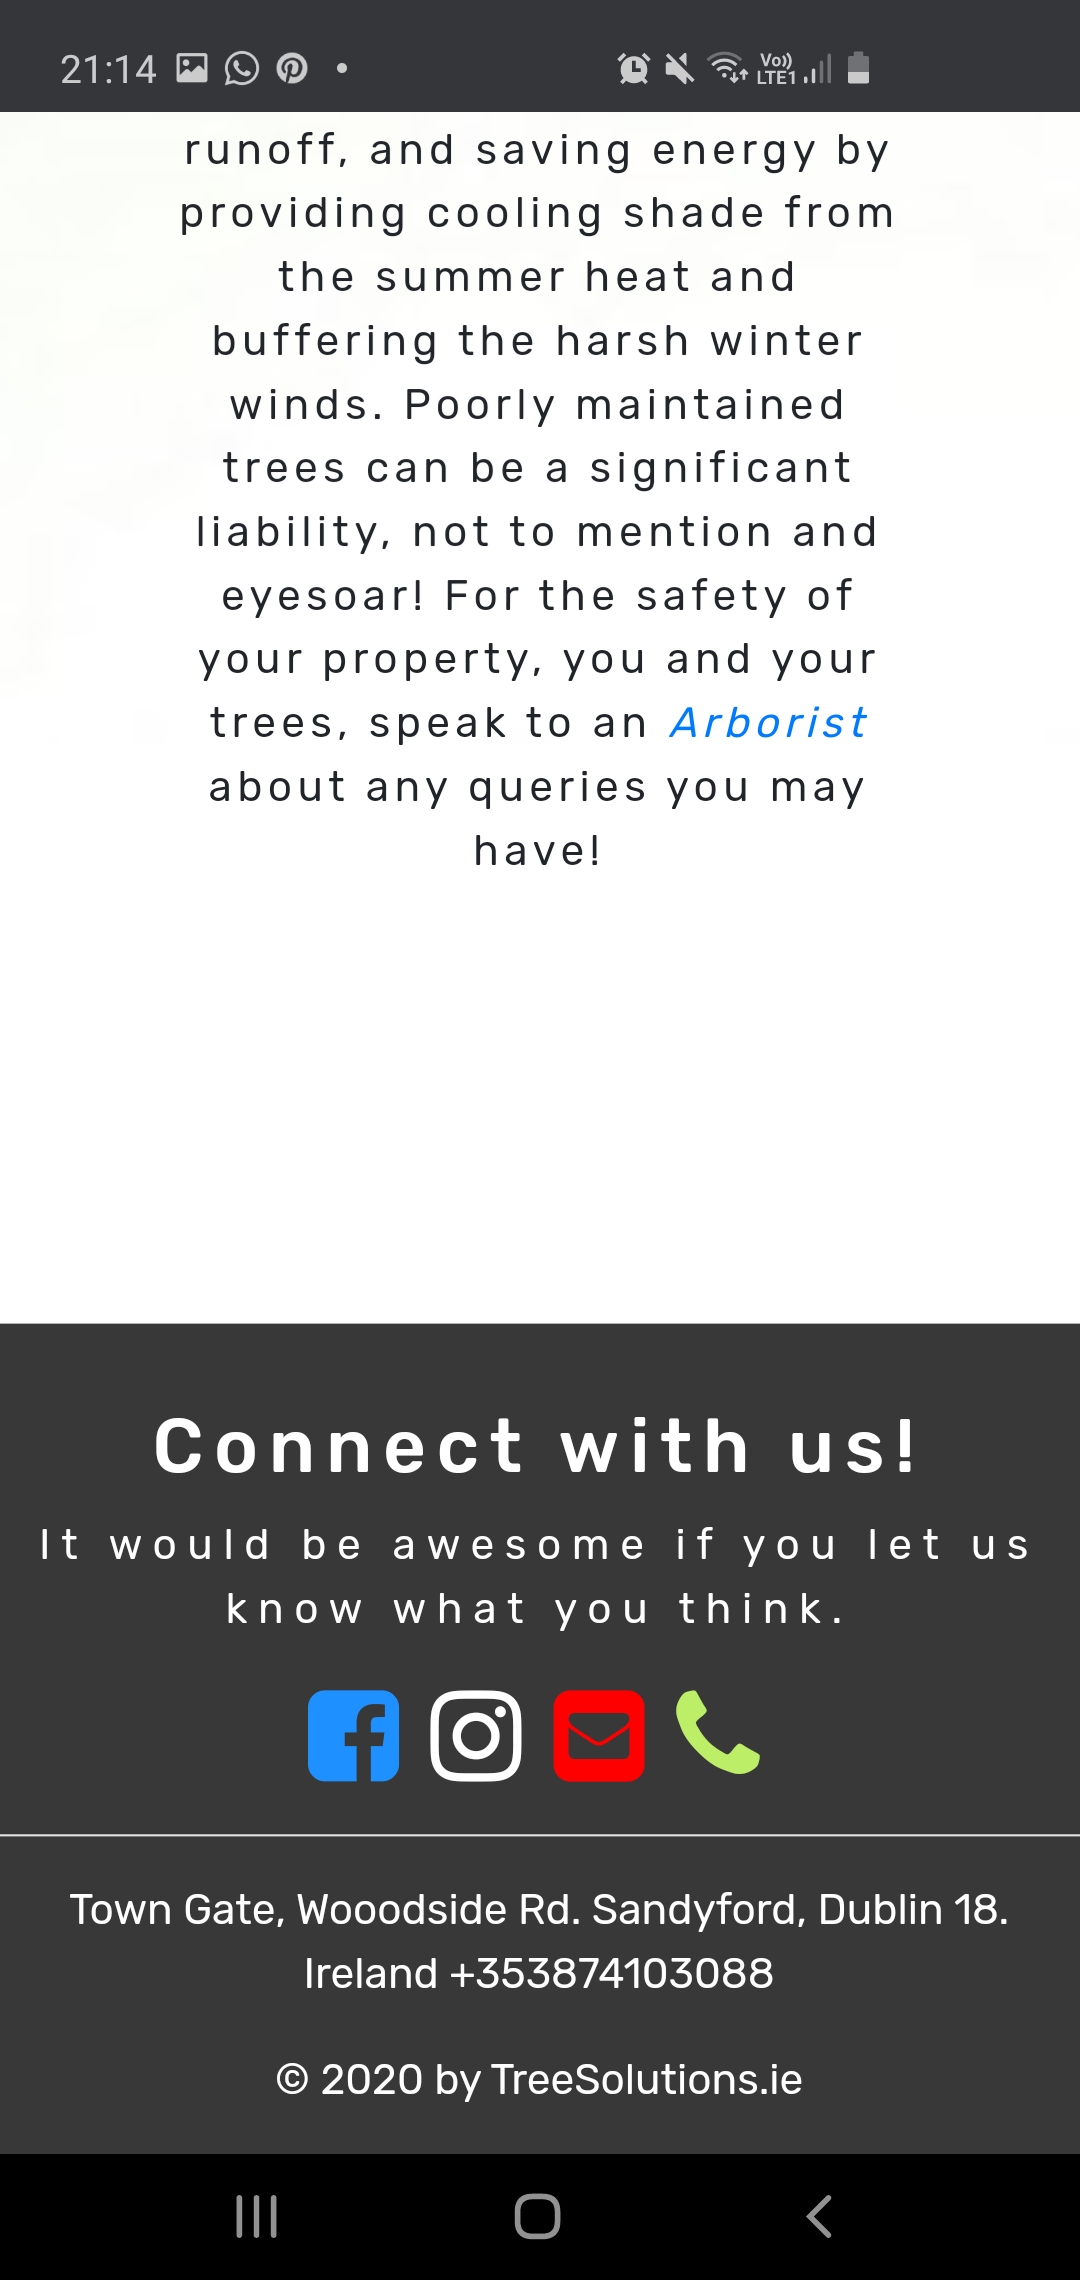 21:14
Vo))
LTE1
runoff, and saving energy by
providing cooling shade from
the summer heat and
buffering the harsh winter
winds. Poorly maintained
trees can be a significant
liability, not to mention and
eyesoar! For the safety of
your property, you and your
trees, speak to an Arborist
about any queries you may
have!
Connect with us!
It would be awesome if you let us
know what you think.
Town Gate, Wooodside Rd. Sandyford, Dublin 18.
Ireland +353874103088
© 2020 by TreeSolutions.ie